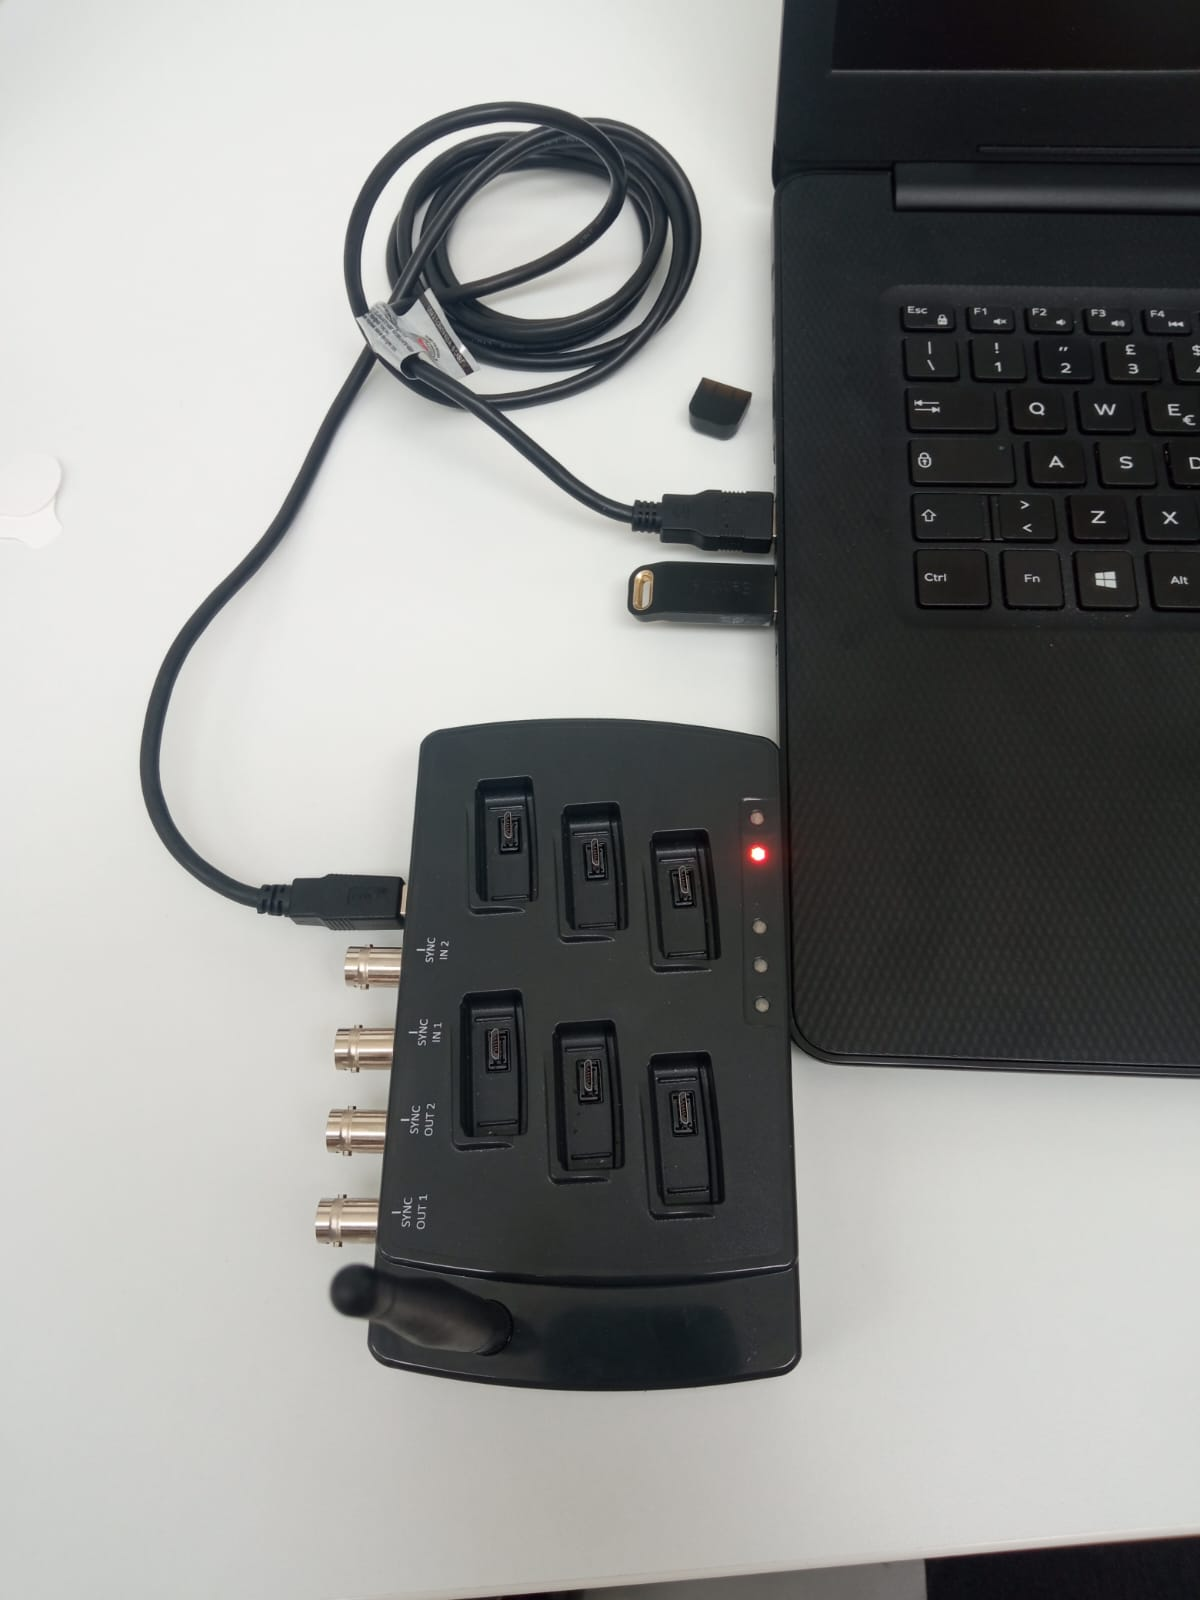 Esc
F1
F2
F3
F4
|
\
!
1
"
2
£
3
Q
W
E
€
A
S
D
>
<
Z
X
Ctrl
Fn
Alt
SYNC
IN 2
SYNC
IN 1
SYNC
OUT 2
SYNC
OUT 1